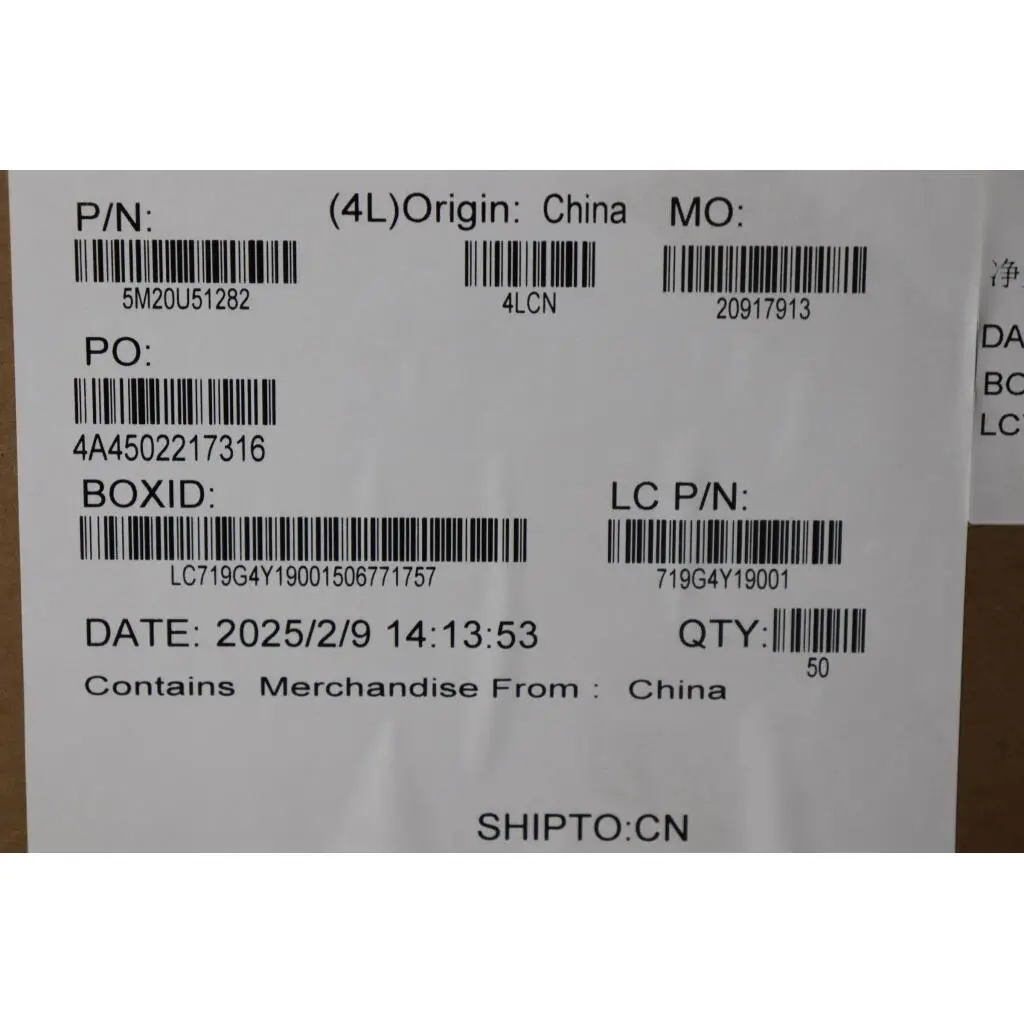 P/N: (4L)Origin: China MO:
5M20U51282 4LCN 20917913
PO:
4A4502217316
BOXID: LC P/N:
LC719G4Y19001506771757 719G4Y19001
DATE: 2025/2/9 14:13:53 QTY:
50
Contains Merchandise From : China
SHIPTO:CN
净
DA
BO
LC